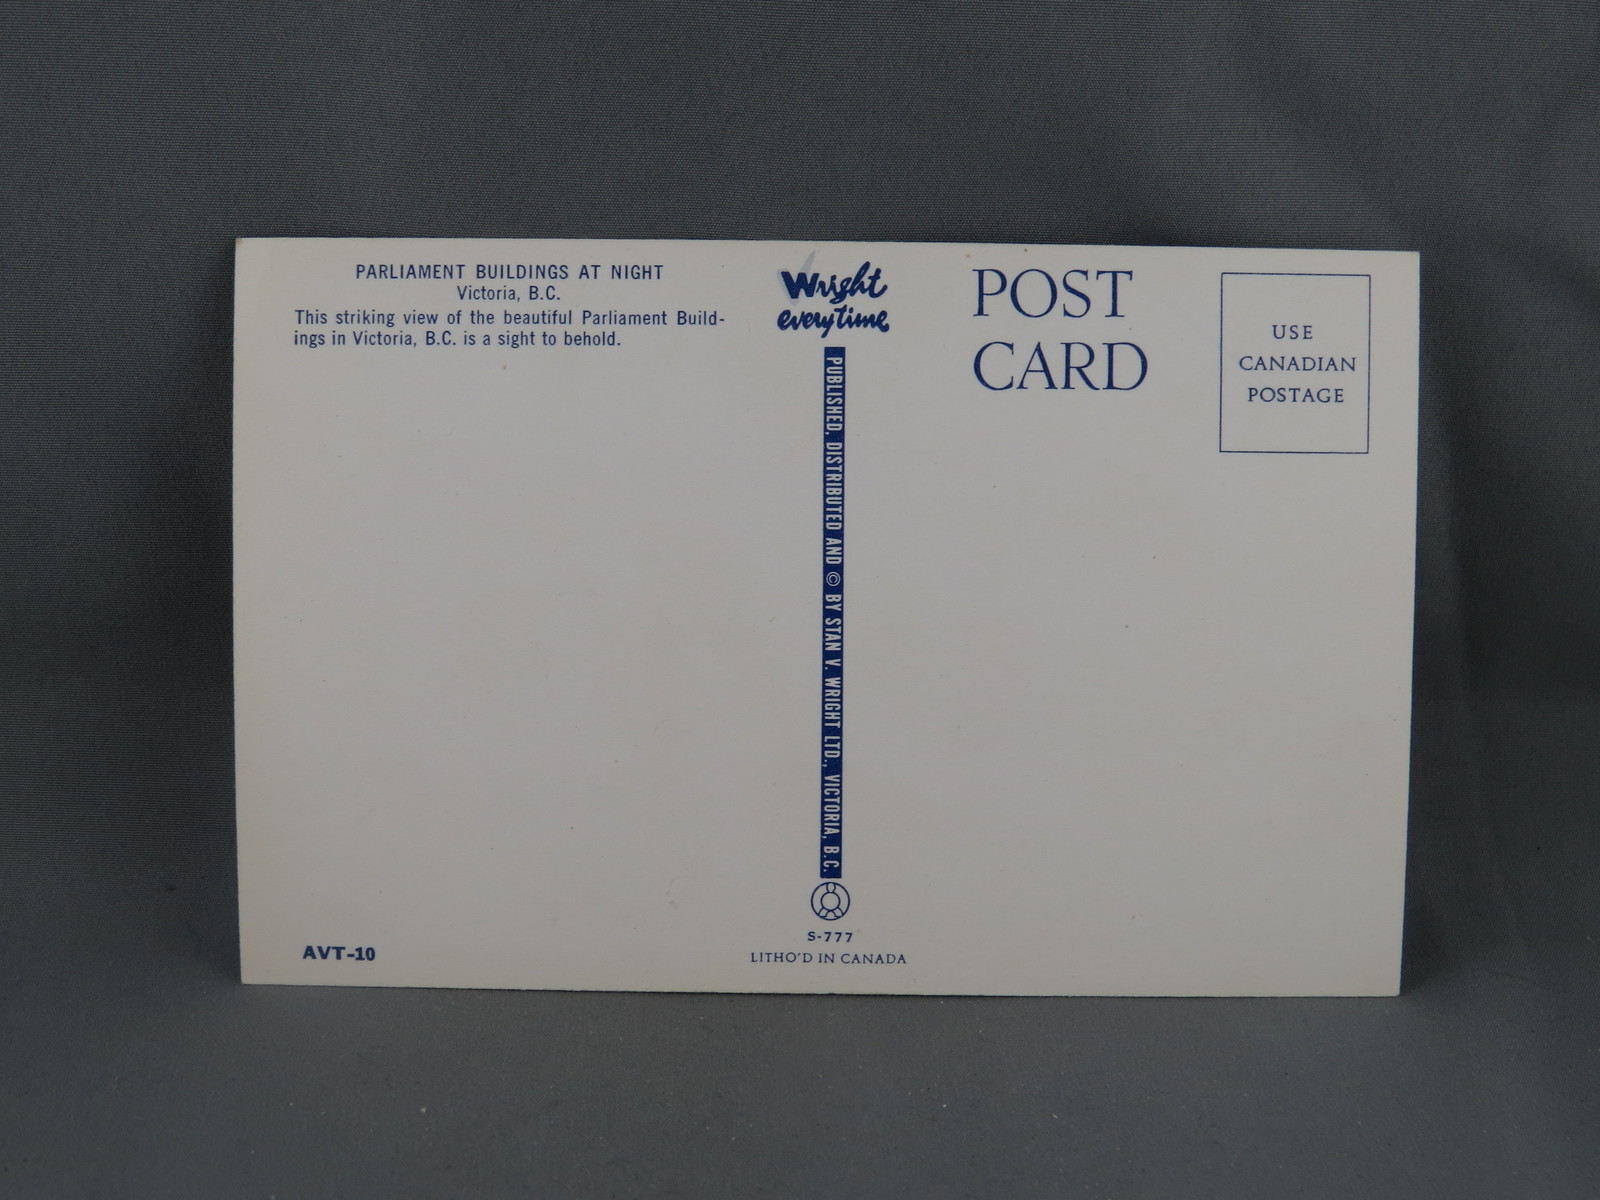 PARLIAMENT BUILDINGS AT NIGHT
Victoria, B.C.
This striking view of the beautiful Parliament Build-
ings in Victoria, B.C. is a sight to behold.
AVT-10
Wright
everytime
PUBLISHED, DISTRIBUTED AND © BY STAN V. WRIGHT LTD., VICTORIA, B.C.
S-777
LITHO'D IN CANADA
POST
CARD
USE
CANADIAN
POSTAGE